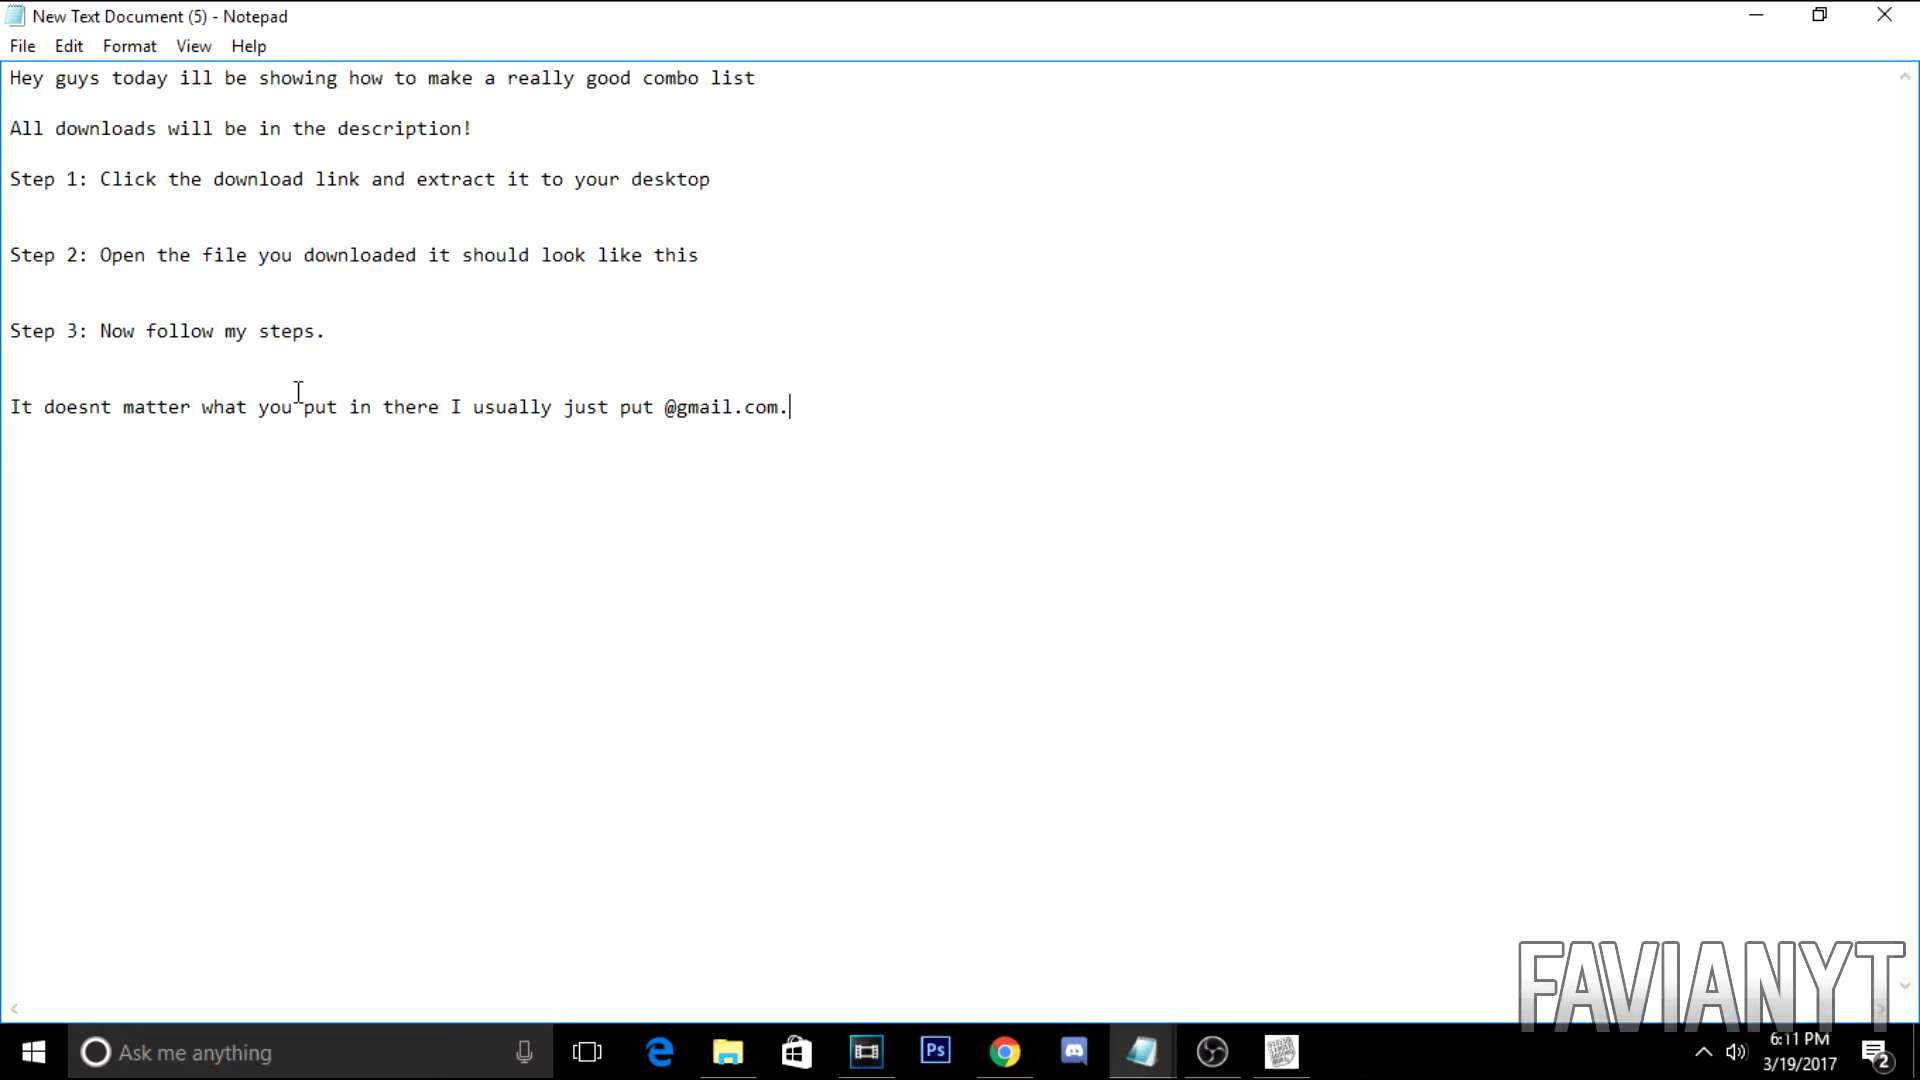 New Text Document (5) - Notepad
File Edit Format View Help
Hey guys today ill be showing how to make a really good combo list
All downloads will be in the description!
Step 1: Click the download link and extract it to your desktop
Step 2: Open the file you downloaded it should look like this
Step 3: Now follow my steps.
It doesnt matter what you put in there I usually just put @gmail.com.
FAVIANYT
Ask me anything
Ps
6:11 PM
3/19/2017
2